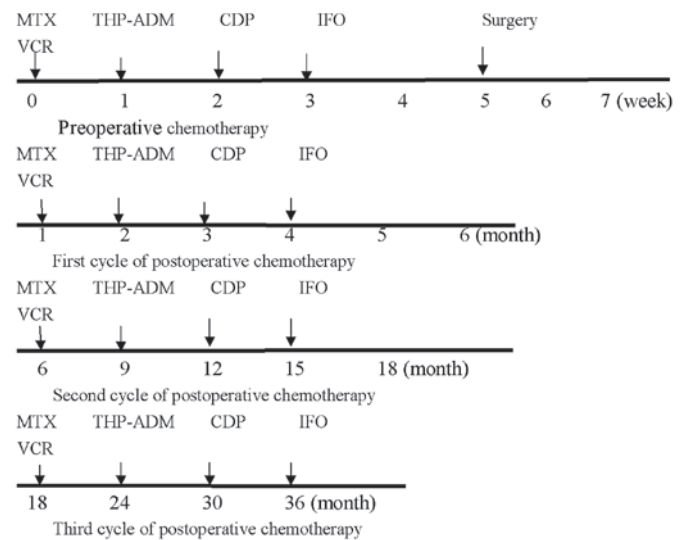 MTX THP-ADM CDP IFO Surgery
VCR
0 1 2 3 4 5 6 7 (week)
Preoperative chemotherapy
MTX THP-ADM CDP IFO
VCR
1 2 3 4 5 6 (month)
First cycle of postoperative chemotherapy
MTX THP-ADM CDP IFO
VCR
6 9 12 15 18 (month)
Second cycle of postoperative chemotherapy
MTX THP-ADM CDP IFO
VCR
18 24 30 36 (month)
Third cycle of postoperative chemotherapy